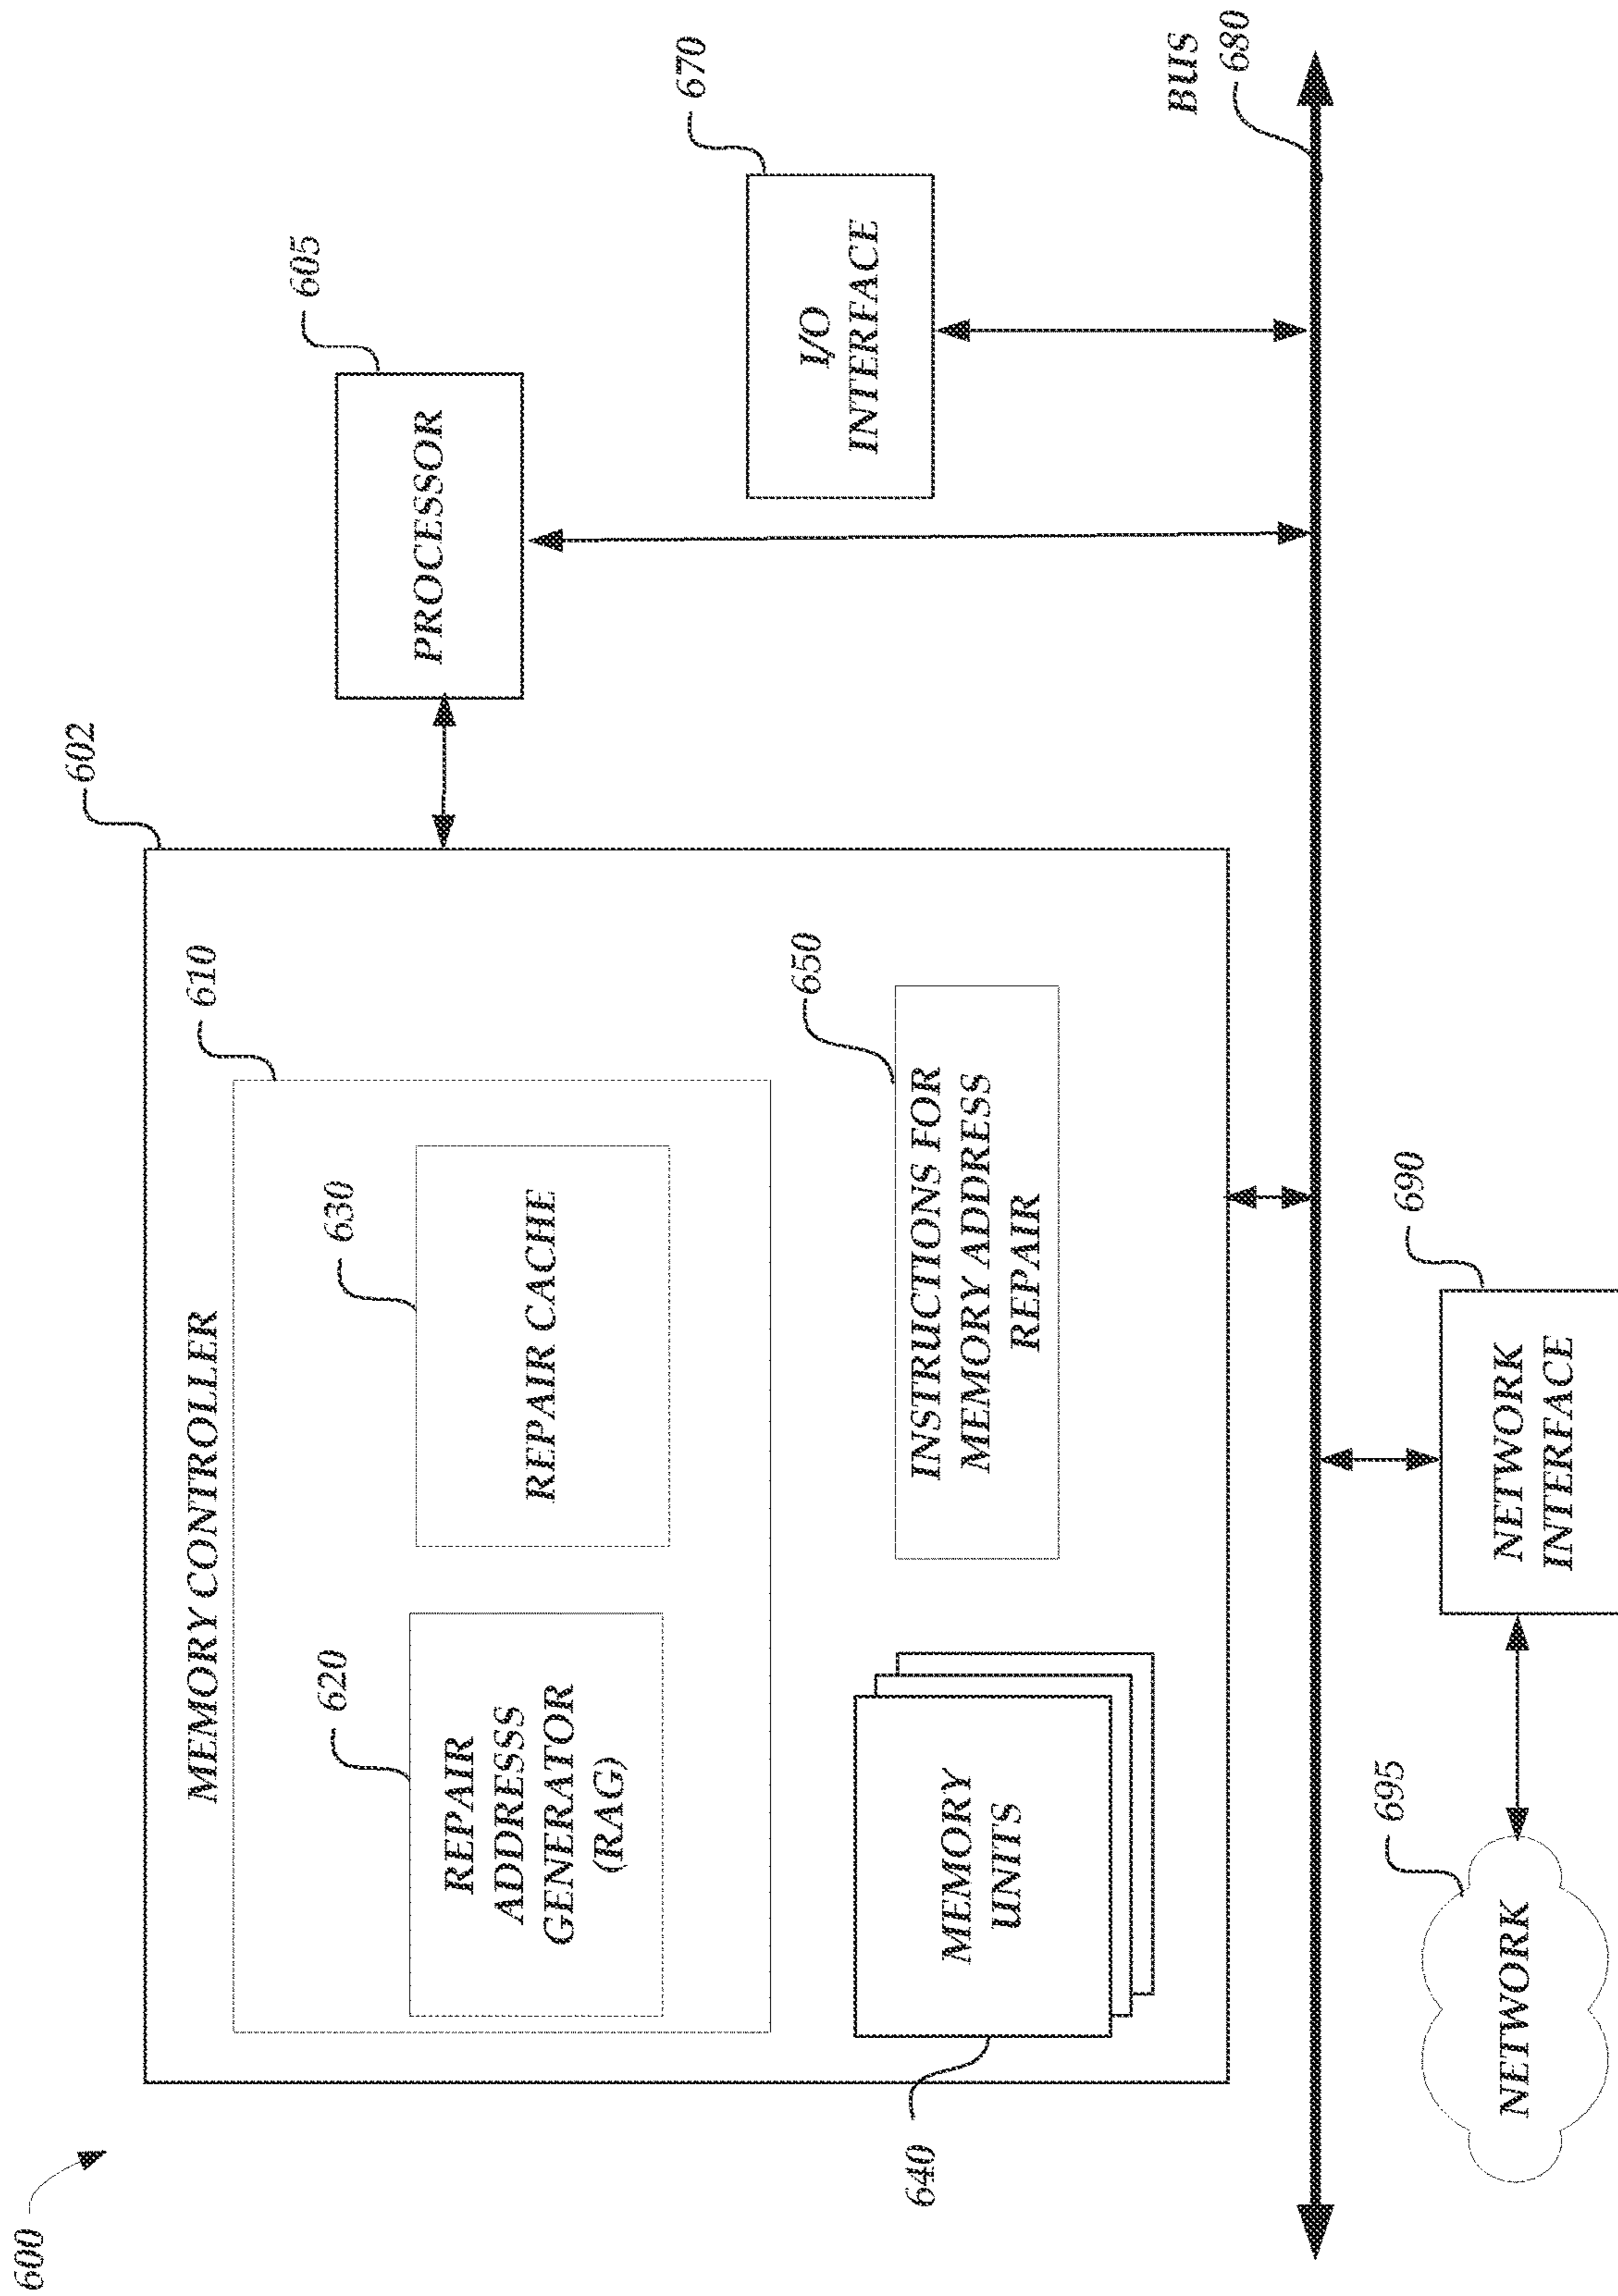 600
602
MEMORY CONTROLLER
610
620
REPAIR
ADDRESSS
GENERATOR
(RAG)
630
REPAIR CACHE
640
MEMORY
UNITS
650
INSTRUCTIONS FOR
MEMORY ADDRESS
REPAIR
605
PROCESSOR
670
I/O
INTERFACE
BUS
680
695
NETWORK
690
NETWORK
INTERFACE